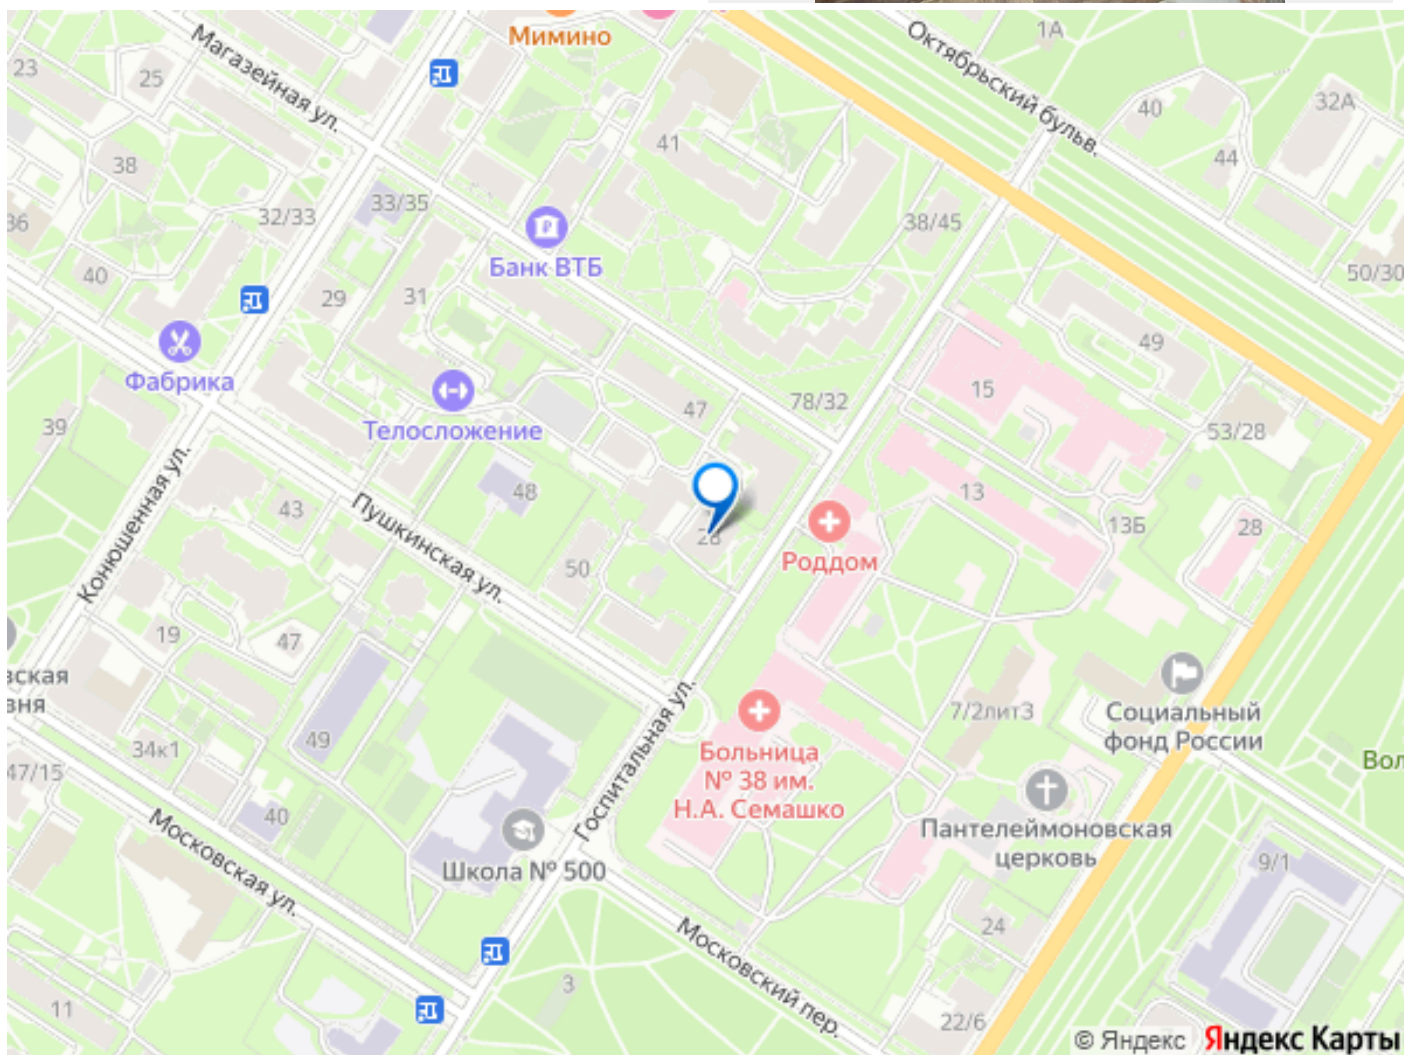 Мимино
1А
Октябрьский бульв.
Магазейная ул.
23
25
40
32А
41
44
38
33/35
32/33
36
38/45
Банк ВТБ
40
50/30
29
31
49
Фабрика
15
78/32
47
Телосложение
39
53/28
48
13
43
Пушкинская ул.
Конюшенная ул.
28
13Б
28
Роддом
50
19
47
вская
вня
Госпитальная ул.
7/2лит3
Социальный
фонд России
49
34к1
47/15
Больница
№ 38 им.
Н.А. Семашко
Вол
40
Московская ул.
Пантелеймоновская
церковь
Школа № 500
9/1
24
Московский пер.
3
11
22/6
© Яндекс Яндекс Карты